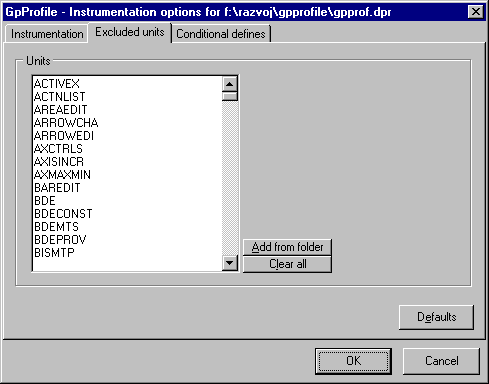 GpProfile - Instrumentation options for f:\razvoj\gpprofile\gpprof.dpr
Instrumentation Excluded units Conditional defines
Units
ACTIVEX
ACTNLIST
AREAEDIT
ARROWCHA
ARROWEDI
AXCTRLS
AXISINCR
AXMAXMIN
BAREDIT
BDE
BDECONST
BDEMTS
BDEPROV
BISMTP
Add from folder
Clear all
Defaults
OK Cancel